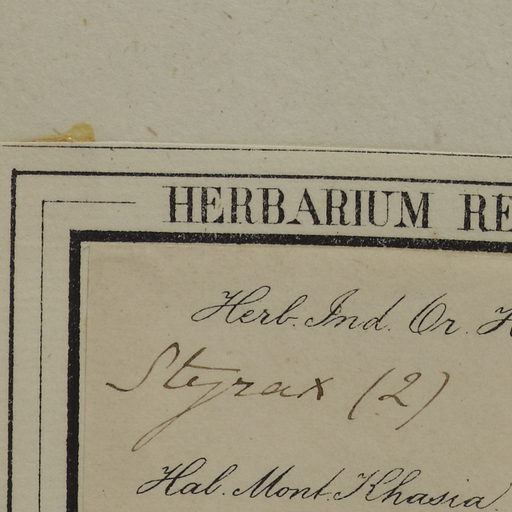 HERBARIUM RE
Herb. Ind. Or. H
Styrax (2)
Hab. Mont. Khasia